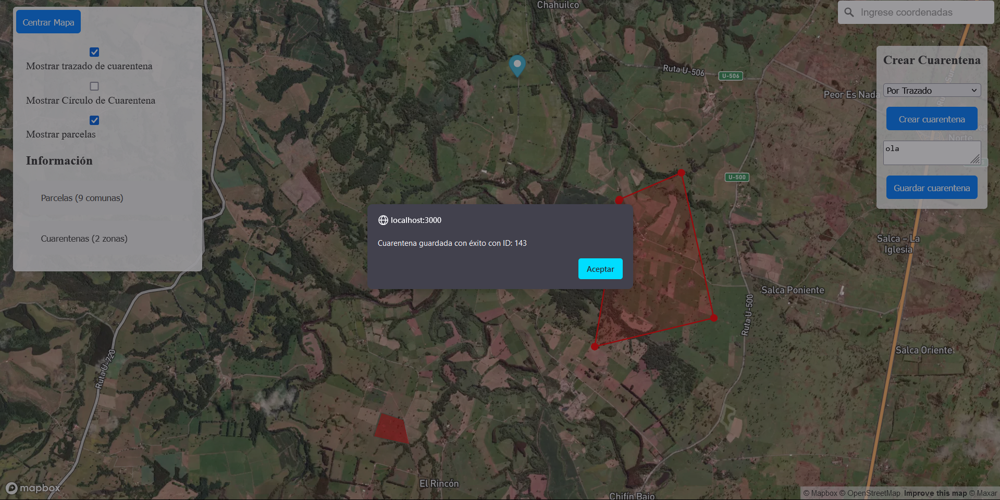 Centrar Mapa
Mostrar trazado de cuarentena
Mostrar Círculo de Cuarentena
Mostrar parcelas
Información
Parcelas (9 comunas)
Cuarentenas (2 zonas)
Chahuilco
Ruta U-506
U-506
Peor Es Nada
Ingrese coordenadas
Crear Cuarentena
Por Trazado
Crear cuarentena
Norte
ola
Guardar cuarentena
U-500
localhost:3000
Cuarentena guardada con éxito con ID: 143
Aceptar
Salca – La
Iglesia
Salca Poniente
Ruta U-500
Salca Oriente
Ruta U-720
El Rincón
Chifín Bajo
mapbox
© Mapbox © OpenStreetMap Improve this map © Maxar